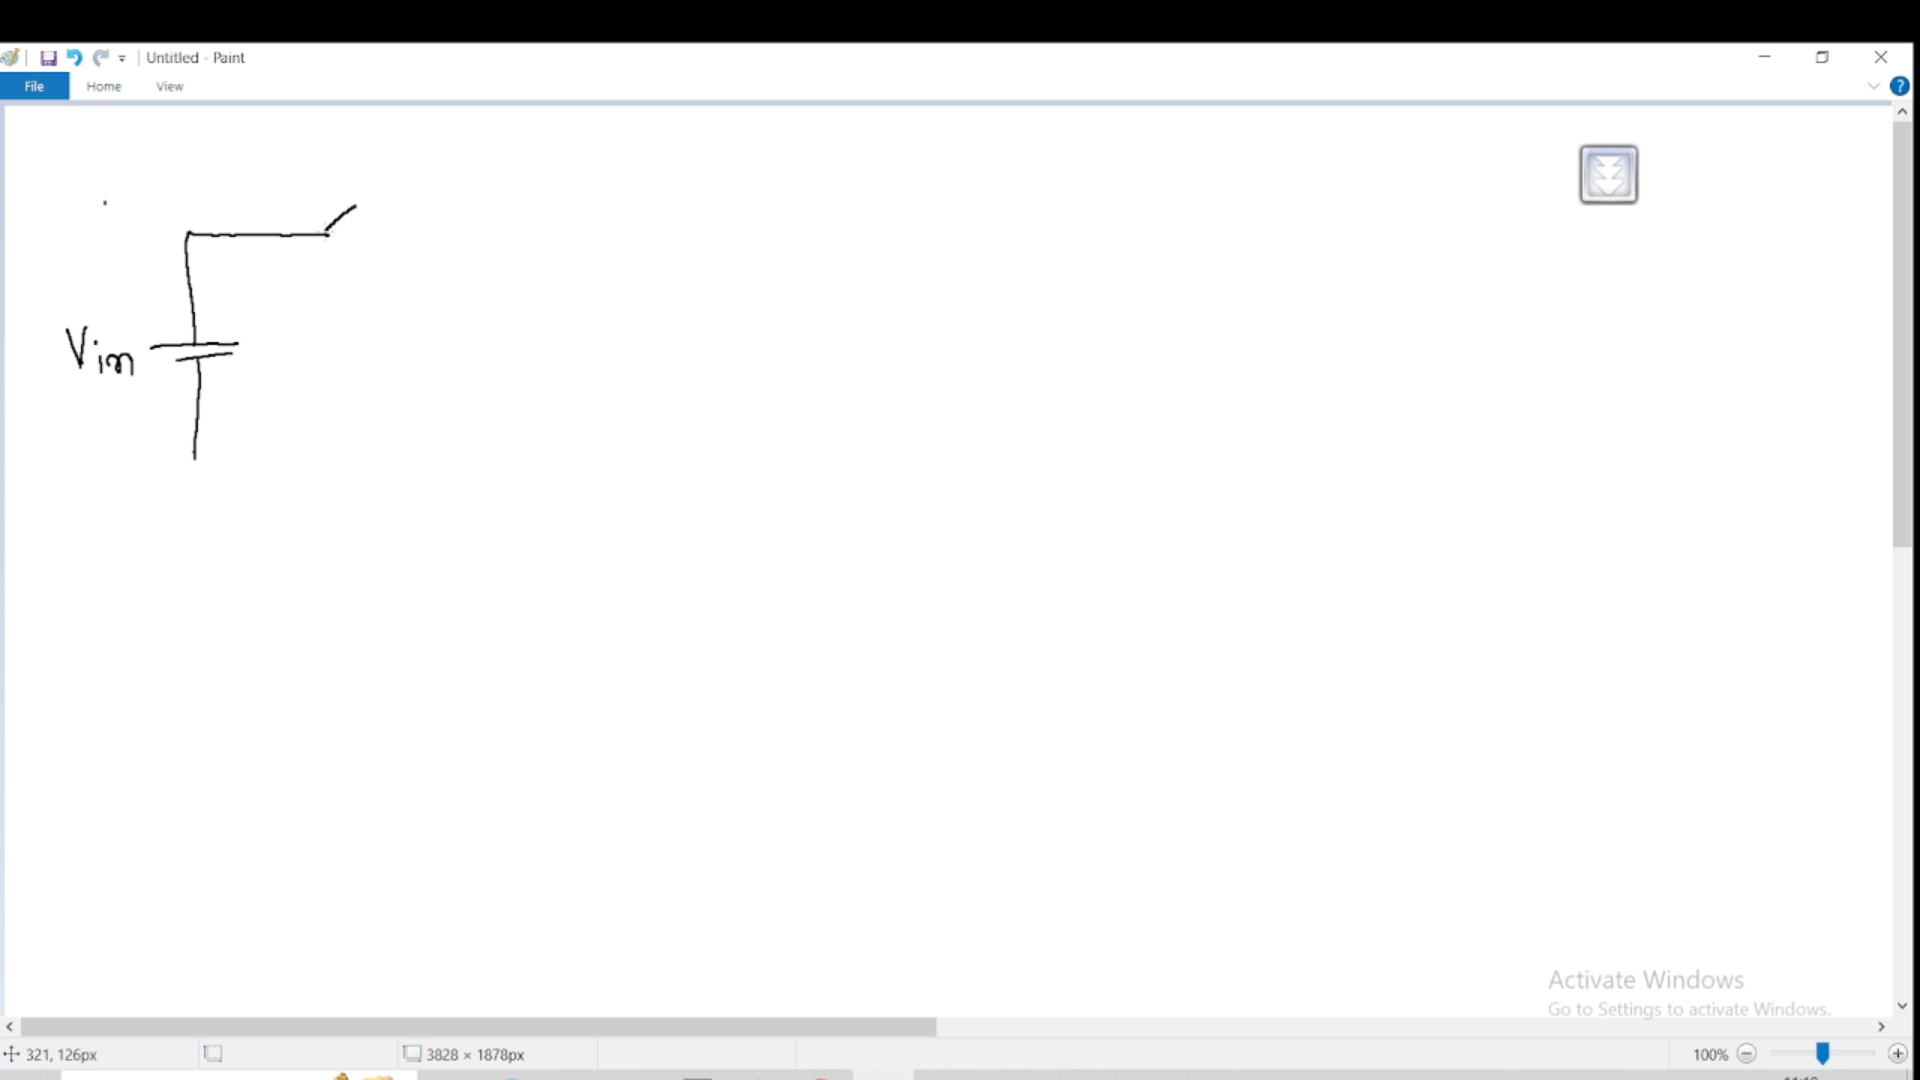 Untitled - Paint
File Home View
Vin
Activate Windows
Go to Settings to activate Windows.
321, 126px
3828 × 1878px
100%